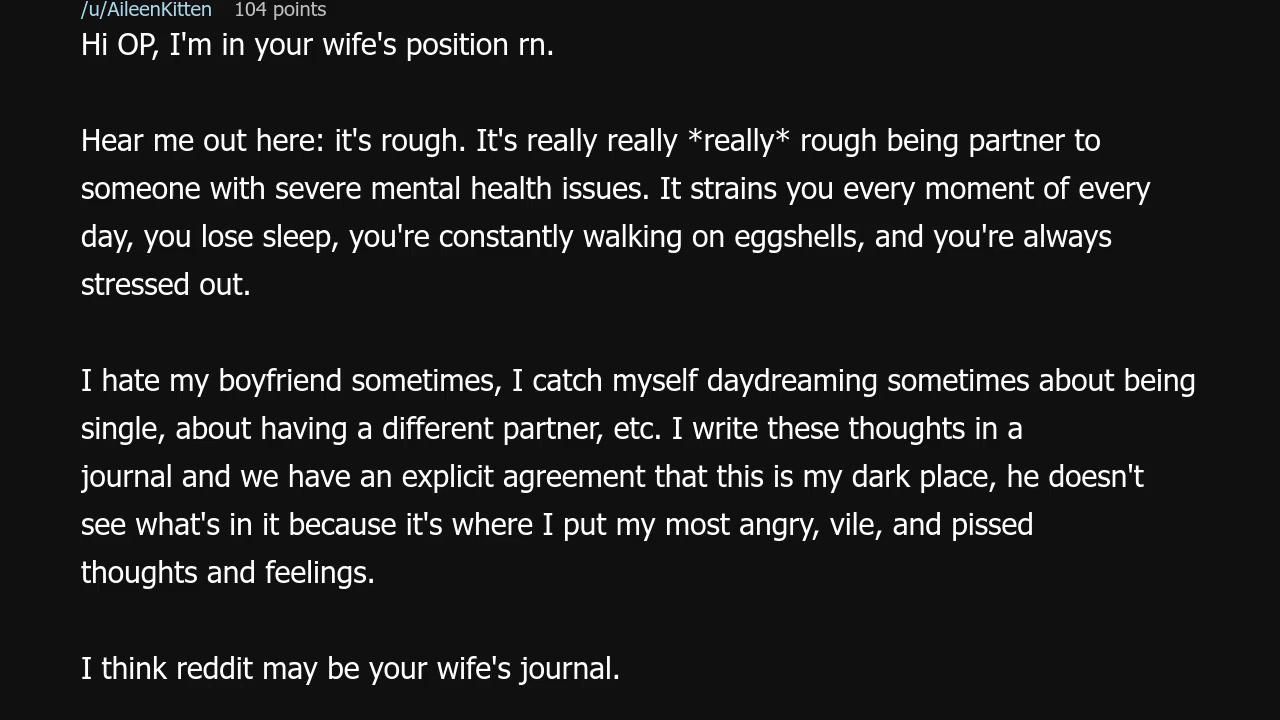 /u/AileenKitten 104 points
Hi OP, I'm in your wife's position rn.
Hear me out here: it's rough. It's really really *really* rough being partner to
someone with severe mental health issues. It strains you every moment of every
day, you lose sleep, you're constantly walking on eggshells, and you're always
stressed out.
I hate my boyfriend sometimes, I catch myself daydreaming sometimes about being
single, about having a different partner, etc. I write these thoughts in a
journal and we have an explicit agreement that this is my dark place, he doesn't
see what's in it because it's where I put my most angry, vile, and pissed
thoughts and feelings.
I think reddit may be your wife's journal.